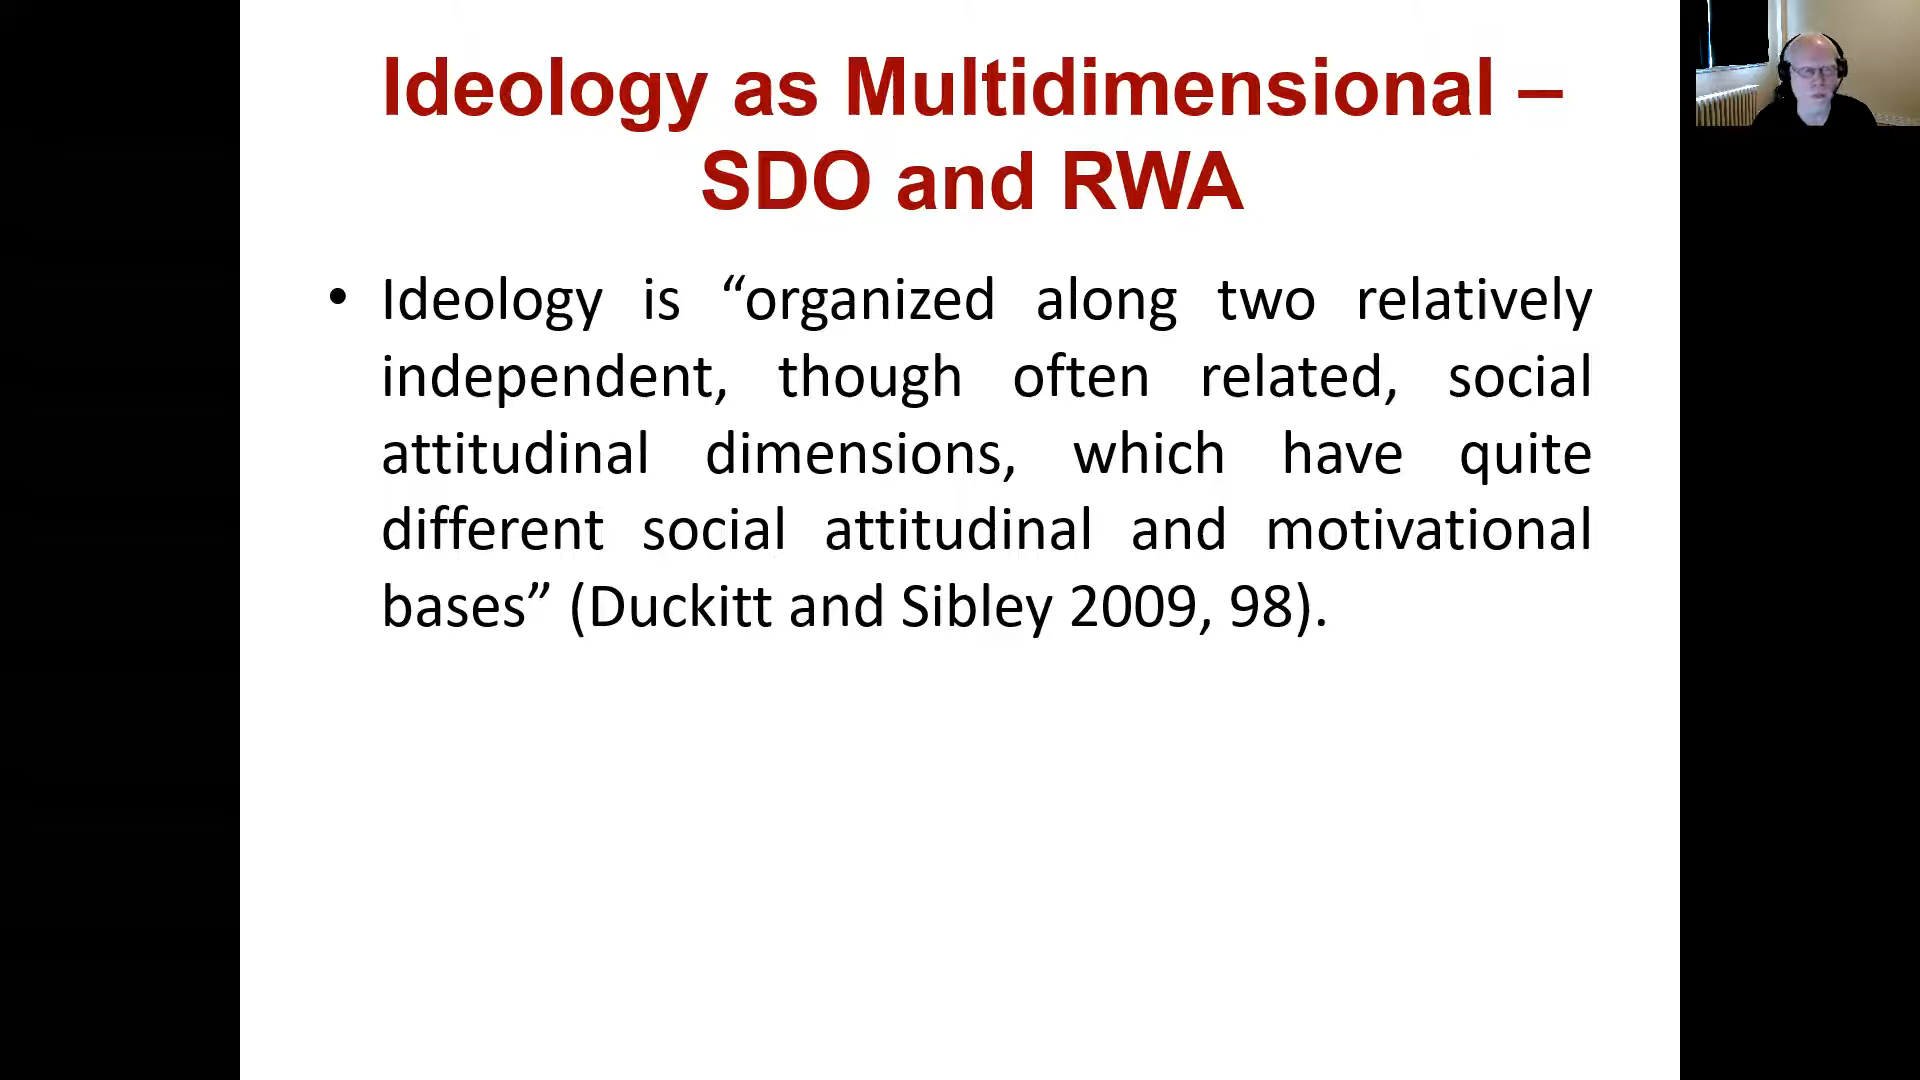 Ideology as Multidimensional –
SDO and RWA
• Ideology is “organized along two relatively
independent, though often related, social
attitudinal dimensions, which have quite
different social attitudinal and motivational
bases” (Duckitt and Sibley 2009, 98).